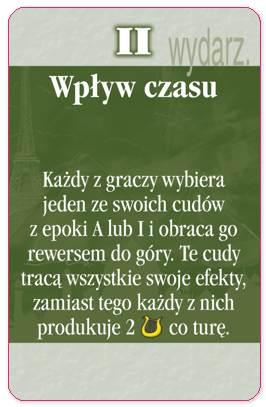 II
wydarz.
Wpływ czasu
Każdy z graczy wybiera
jeden ze swoich cudów
z epoki A lub I i obraca go
rewersem do góry. Te cudy
tracą wszystkie swoje efekty,
zamiast tego każdy z nich
produkuje 2 co turę.